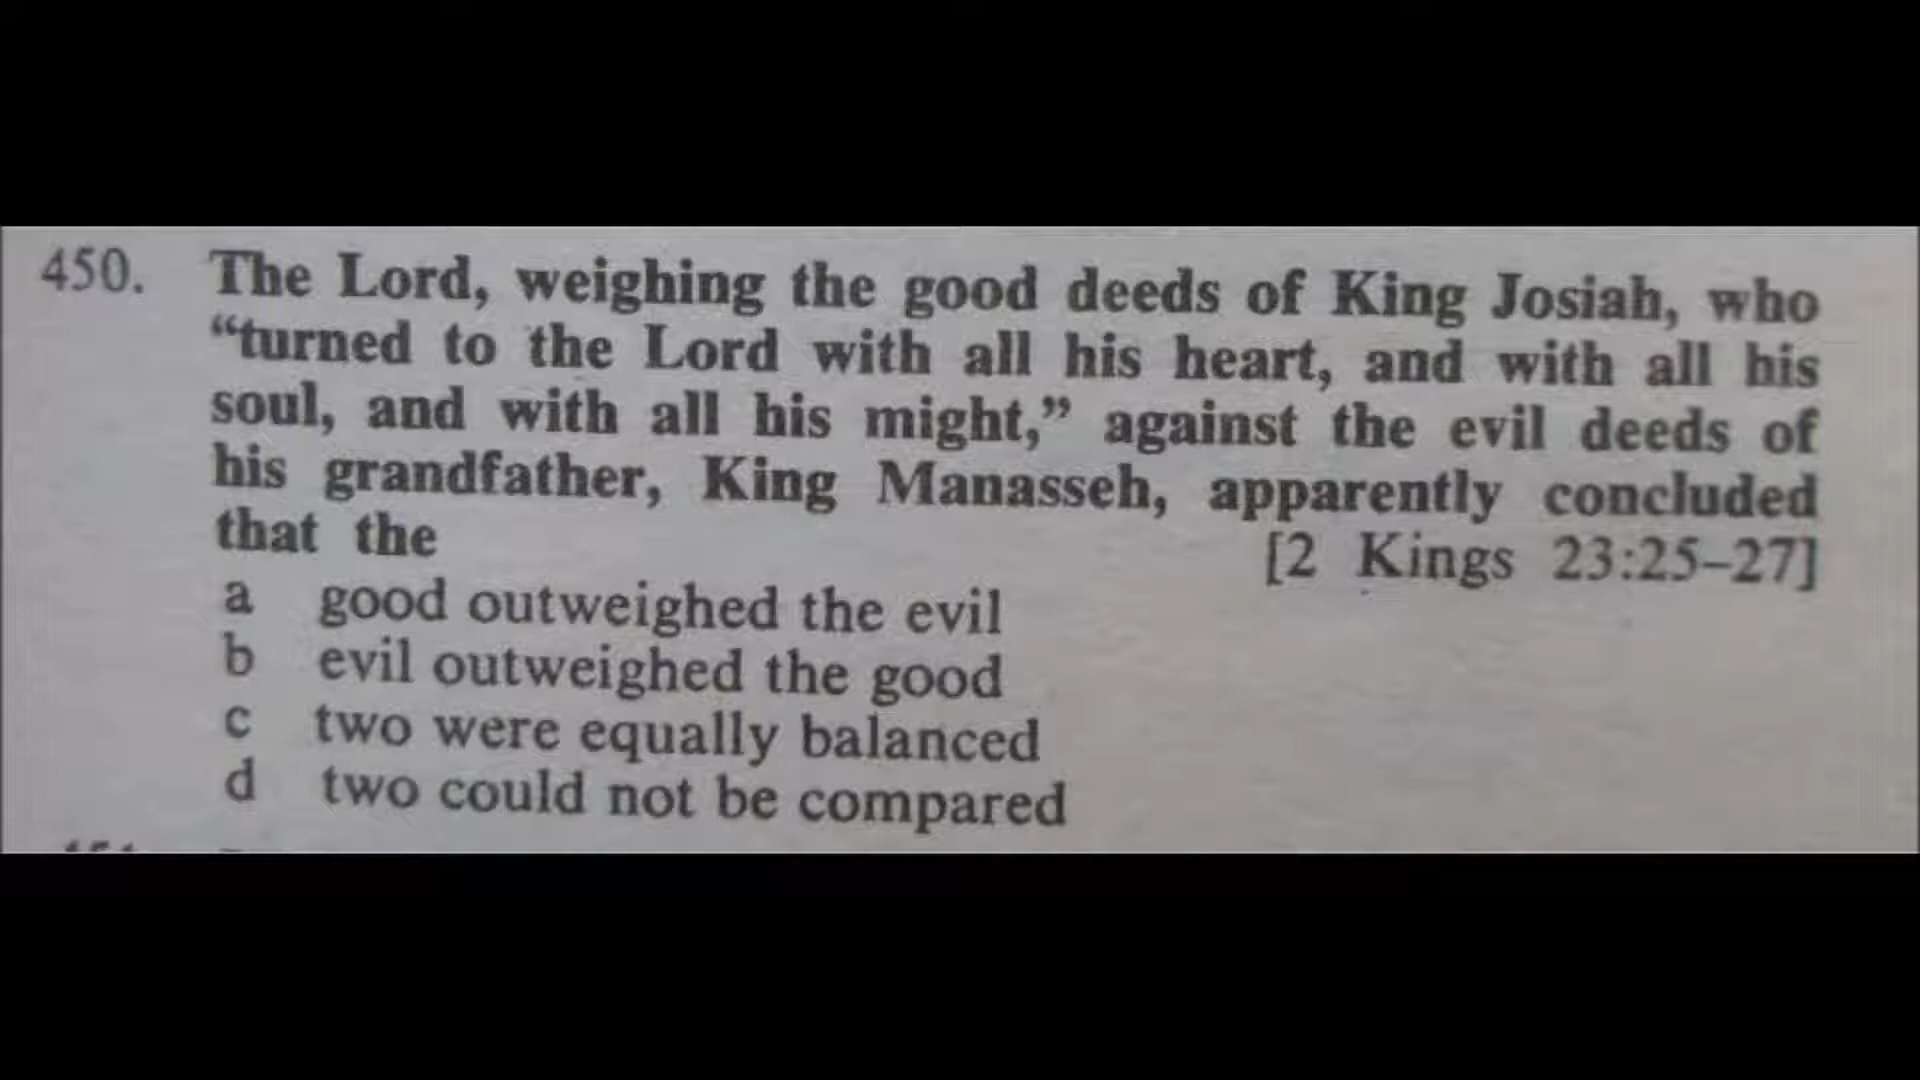 450. The Lord, weighing the good deeds of King Josiah, who
“turned to the Lord with all his heart, and with all his
soul, and with all his might,” against the evil deeds of
his grandfather, King Manasseh, apparently concluded
that the [2 Kings 23:25–27]
a good outweighed the evil
b evil outweighed the good
c two were equally balanced
d two could not be compared